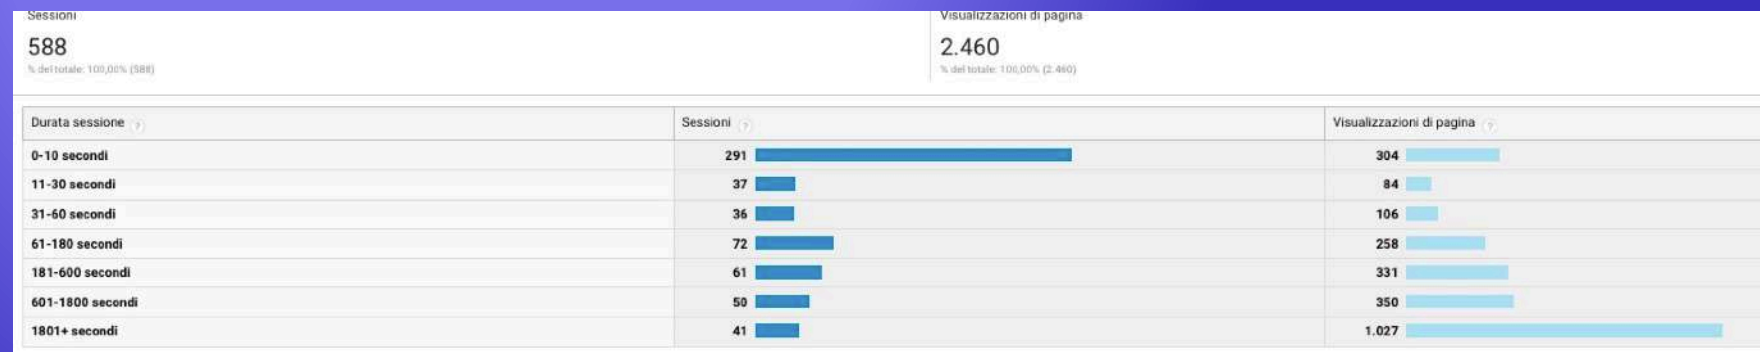 Sessioni Visualizzazioni di pagina
588 2.460
% del totale: 100,00% (588) % del totale: 100,00% (2.460)
Durata sessione ? Sessioni ? Visualizzazioni di pagina ?
0-10 secondi 291 304
11-30 secondi 37 84
31-60 secondi 36 106
61-180 secondi 72 258
181-600 secondi 61 331
601-1800 secondi 50 350
1801+ secondi 41 1.027